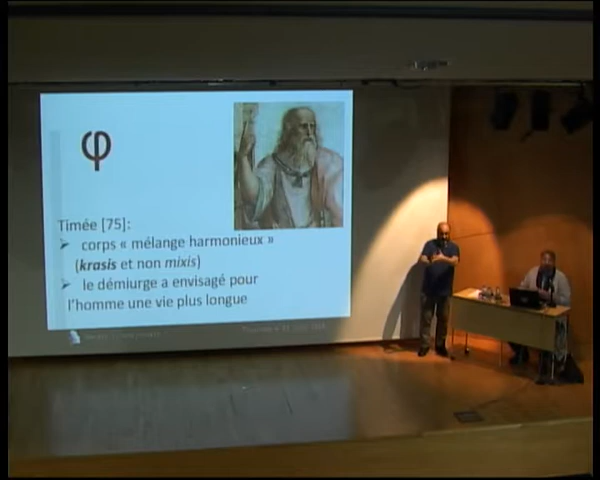 φ
Timée [75]:
➢ corps « mélange harmonieux »
(krasis et non mixis)
➢ le démiurge a envisagé pour
l'homme une vie plus longue